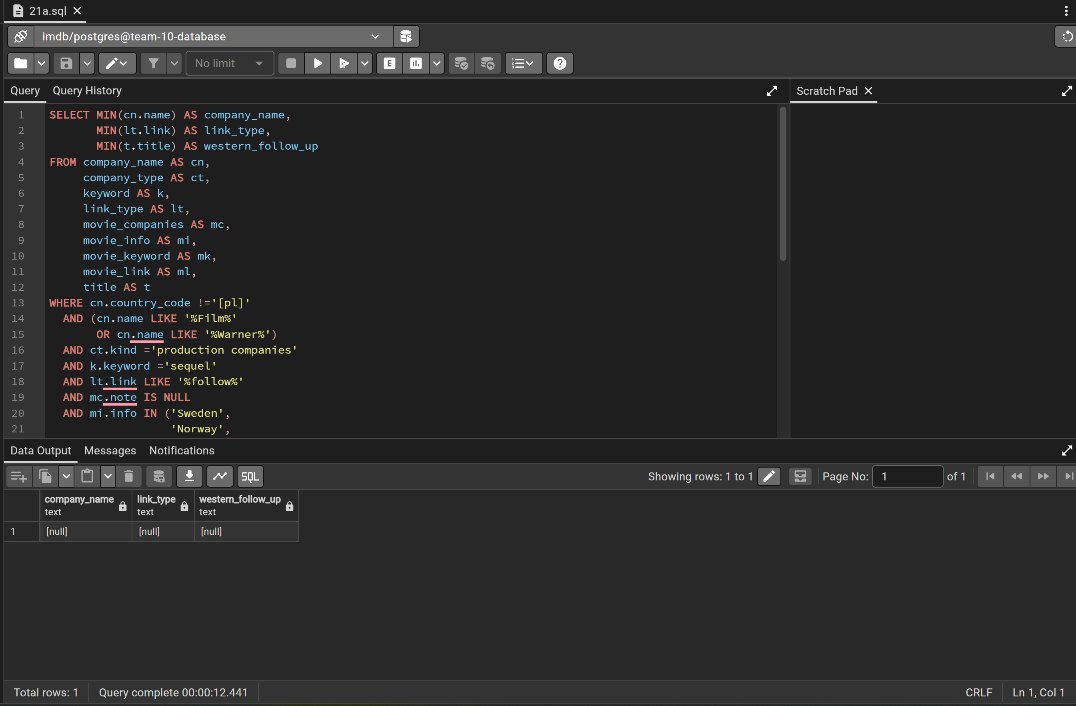 21a.sql
imdb/postgres@team-10-database
No limit
Query Query History
Scratch Pad
1 SELECT MIN(cn.name) AS company_name,
2 MIN(lt.link) AS link_type,
3 MIN(t.title) AS western_follow_up
4 FROM company_name AS cn,
5 company_type AS ct,
6 keyword AS k,
7 link_type AS lt,
8 movie_companies AS mc,
9 movie_info AS mi,
10 movie_keyword AS mk,
11 movie_link AS ml,
12 title AS t
13 WHERE cn.country_code !='[pl]'
14 AND (cn.name LIKE '%Film%'
15 OR cn.name LIKE '%Warner%')
16 AND ct.kind ='production companies'
17 AND k.keyword ='sequel'
18 AND lt.link LIKE '%follow%'
19 AND mc.note IS NULL
20 AND mi.info IN ('Sweden',
21 'Norway',
Data Output Messages Notifications
SQL Showing rows: 1 to 1 Page No: 1 of 1
company_name link_type western_follow_up
text text text
1 [null] [null] [null]
Total rows: 1 Query complete 00:00:12.441 CRLF Ln 1, Col 1